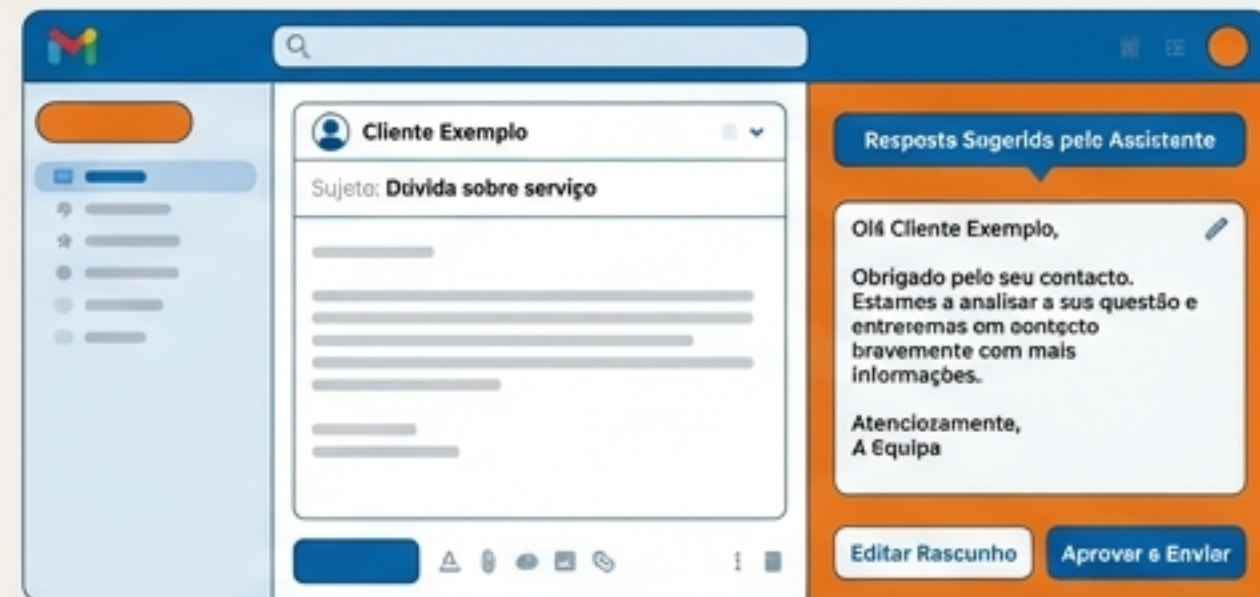 Cliente Exemplo
Sujeto: Dúvida sobre serviço
Resposts Sugerids pelo Assistente
Olá Cliente Exemplo,
Obrigado pelo seu contacto.
Estames a analisar a sus questão e
entreremas om contecto
bravemente com mais
informações.
Atenciozamente,
A Equipa
Editar Rascunho
Aprovar e Enviar